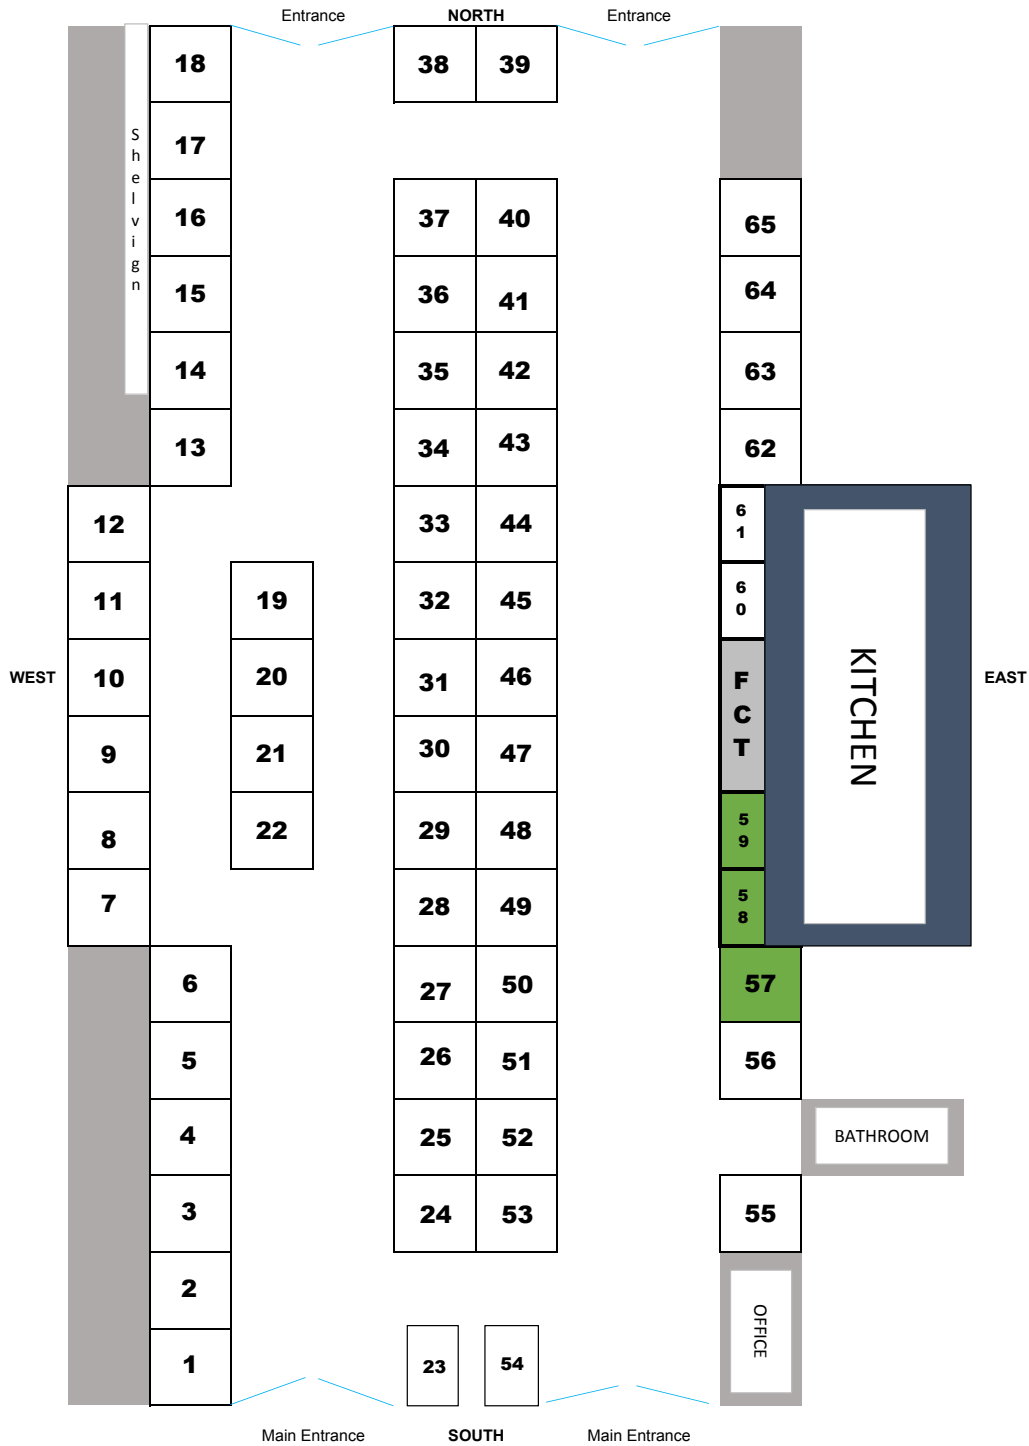 Entrance NORTH Entrance
18 38 39
Shelvign
17
16 37 40 65
15 36 41 64
14 35 42 63
13 34 43 62
12 33 44 61
11 19 32 45 60
WEST 10 20 31 46 FCT KITCHEN EAST
9 21 30 47
8 22 29 48 59
7 28 49 58
6 27 50 57
5 26 51 56
4 25 52 BATHROOM
3 24 53 55
2 OFFICE
1 23 54
Main Entrance SOUTH Main Entrance